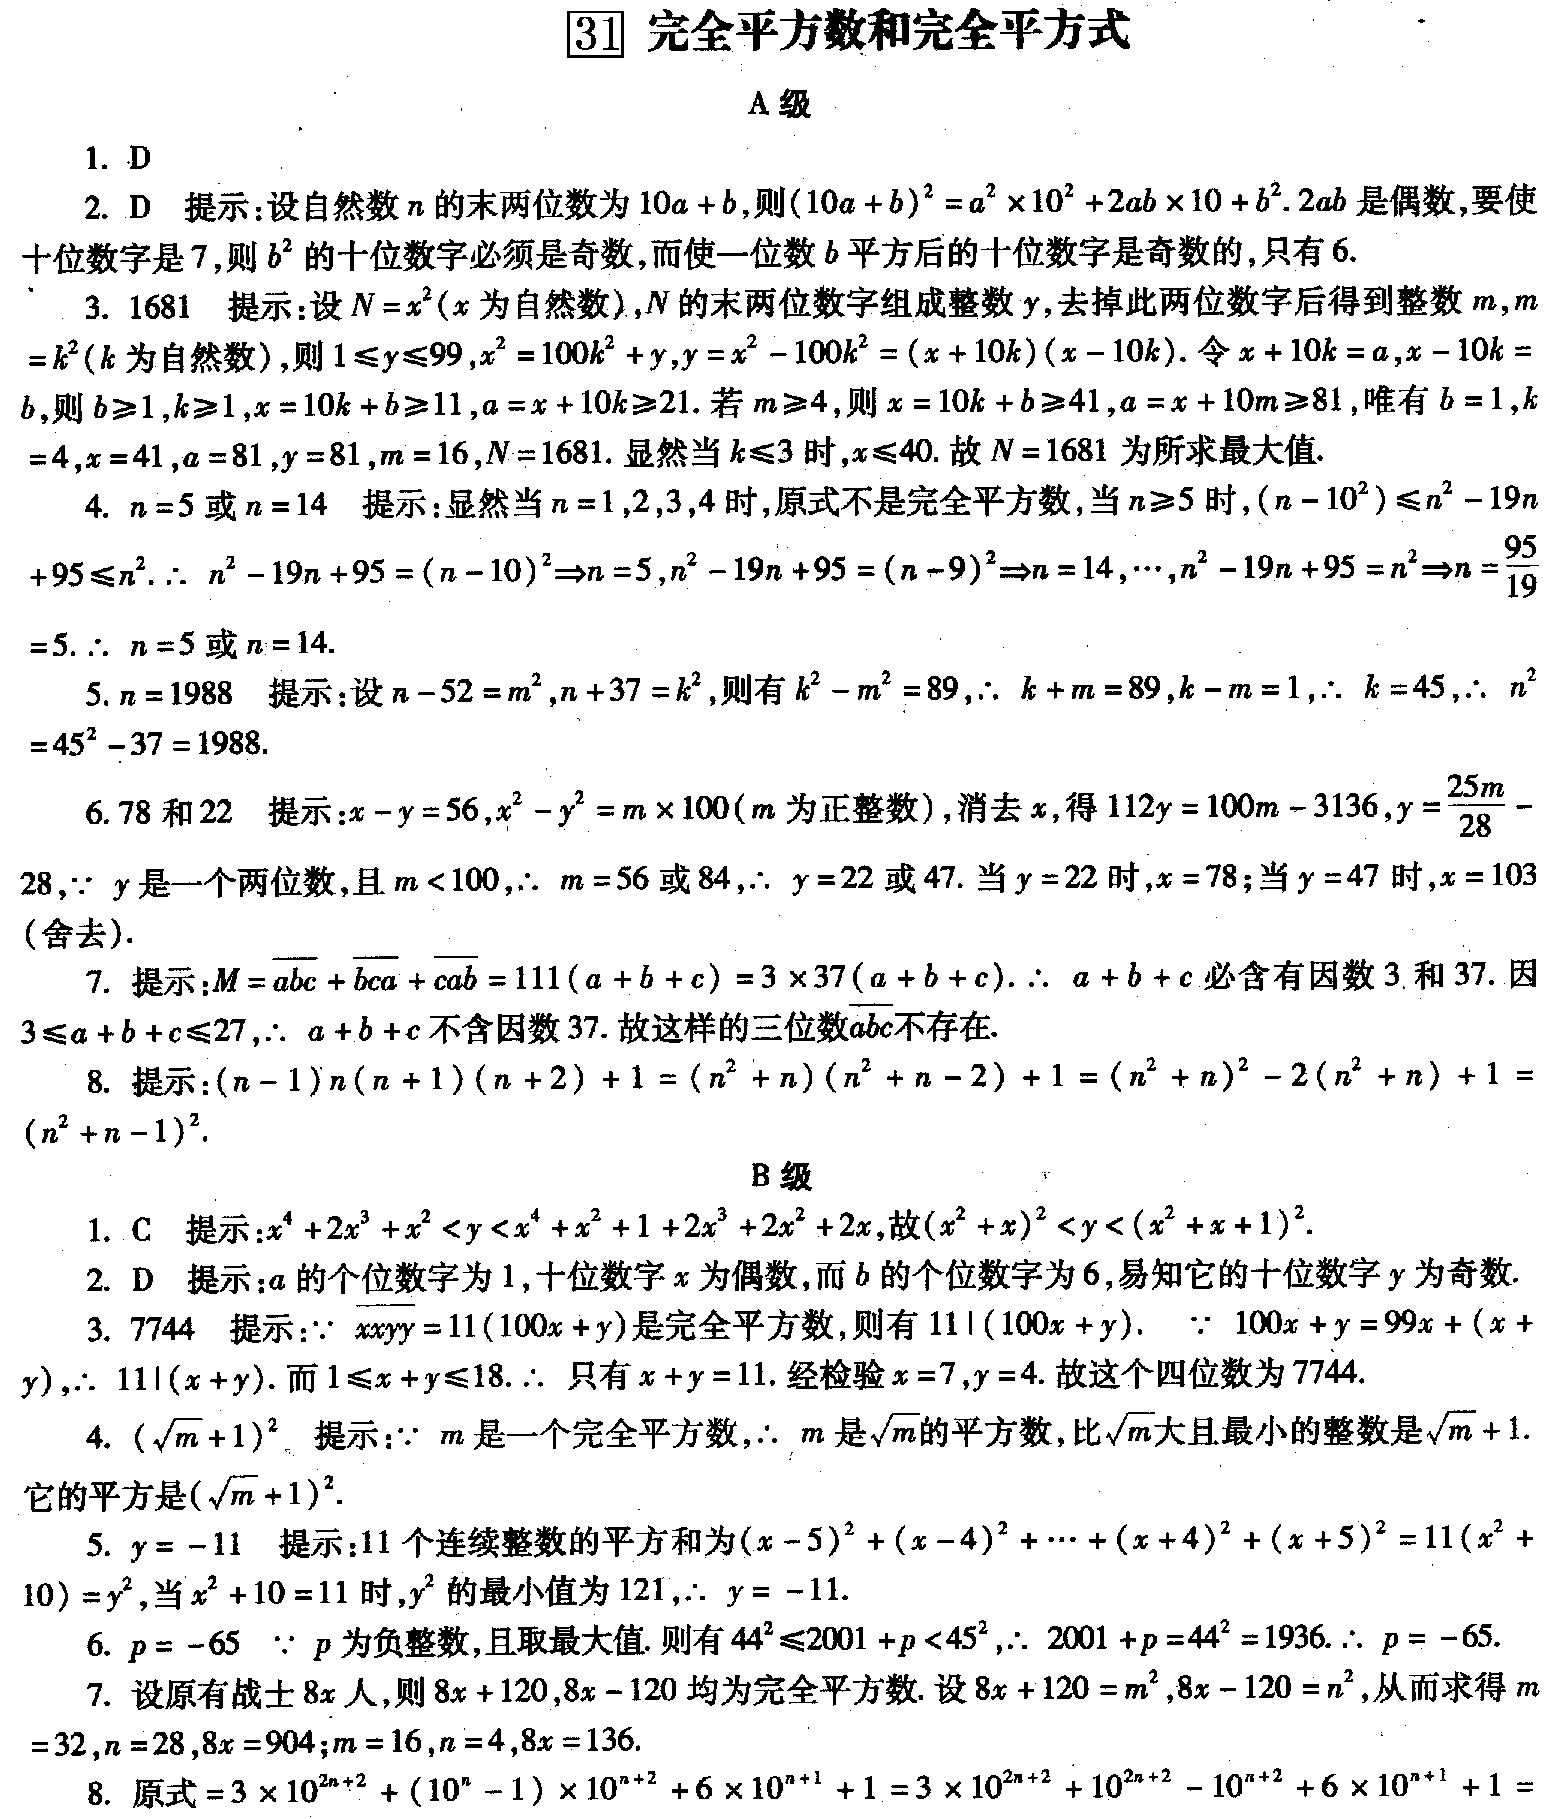 31 完全平方数和完全平方式
A 级
1. D
2. D 提示:设自然数 n 的末两位数为 10a + b,则(10a + b)² = a² × 10² + 2ab × 10 + b². 2ab 是偶数,要使
十位数字是 7,则 b² 的十位数字必须是奇数,而使一位数 b 平方后的十位数字是奇数的,只有 6.
3. 1681 提示:设 N = x²(x 为自然数),N 的末两位数字组成整数 y,去掉此两位数字后得到整数 m,m
= k²(k 为自然数),则 1≤y≤99,x² = 100k² + y,y = x² - 100k² = (x + 10k)(x - 10k). 令 x + 10k = a,x - 10k =
b,则 b≥1,k≥1,x = 10k + b≥11,a = x + 10k≥21. 若 m≥4,则 x = 10k + b≥41,a = x + 10m≥81,唯有 b = 1,k
= 4,x = 41,a = 81,y = 81,m = 16,N = 1681. 显然当 k≤3 时,x≤40. 故 N = 1681 为所求最大值.
4. n = 5 或 n = 14 提示:显然当 n = 1,2,3,4 时,原式不是完全平方数,当 n≥5 时,(n - 10²)≤n² - 19n
+ 95≤n². ∴ n² - 19n + 95 = (n - 10)²⇒n = 5,n² - 19n + 95 = (n - 9)²⇒n = 14,…,n² - 19n + 95 = n²⇒n = 95/19
= 5. ∴ n = 5 或 n = 14.
5. n = 1988 提示:设 n - 52 = m²,n + 37 = k²,则有 k² - m² = 89,∴ k + m = 89,k - m = 1,∴ k = 45,∴ n²
= 45² - 37 = 1988.
6. 78 和 22 提示:x - y = 56,x² - y² = m × 100(m 为正整数),消去 x,得 112y = 100m - 3136,y = 25m/28 -
28,∵ y 是一个两位数,且 m < 100,∴ m = 56 或 84,∴ y = 22 或 47. 当 y = 22 时,x = 78;当 y = 47 时,x = 103
(舍去).
7. 提示:M = a̅b̅c̅ + b̅c̅a̅ + c̅a̅b̅ = 111(a + b + c) = 3 × 37(a + b + c). ∴ a + b + c 必含有因数 3 和 37. 因
3≤a + b + c≤27,∴ a + b + c 不含因数 37. 故这样的三位数a̅b̅c̅不存在.
8. 提示:(n - 1)n(n + 1)(n + 2) + 1 = (n² + n)(n² + n - 2) + 1 = (n² + n)² - 2(n² + n) + 1 =
(n² + n - 1)².
B 级
1. C 提示:x⁴ + 2x³ + x² < y < x⁴ + x² + 1 + 2x³ + 2x² + 2x,故(x² + x)² < y < (x² + x + 1)².
2. D 提示:a 的个位数字为 1,十位数字 x 为偶数,而 b 的个位数字为 6,易知它的十位数字 y 为奇数.
3. 7744 提示:∵ x̅x̅y̅y̅ = 11(100x + y)是完全平方数,则有 11|(100x + y). ∵ 100x + y = 99x + (x +
y),∴ 11|(x + y). 而 1≤x + y≤18. ∴ 只有 x + y = 11. 经检验 x = 7,y = 4. 故这个四位数为 7744.
4. (√m + 1)² 提示:∵ m 是一个完全平方数,∴ m 是√m的平方数,比√m大且最小的整数是√m + 1.
它的平方是(√m + 1)².
5. y = -11 提示:11 个连续整数的平方和为(x - 5)² + (x - 4)² + … + (x + 4)² + (x + 5)² = 11(x² +
10) = y²,当 x² + 10 = 11 时,y² 的最小值为 121,∴ y = -11.
6. p = -65 ∵ p 为负整数,且取最大值. 则有 44²≤2001 + p < 45²,∴ 2001 + p = 44² = 1936. ∴ p = -65.
7. 设原有战士 8x 人,则 8x + 120,8x - 120 均为完全平方数. 设 8x + 120 = m²,8x - 120 = n²,从而求得 m
= 32,n = 28,8x = 904;m = 16,n = 4,8x = 136.
8. 原式 = 3 × 10²ⁿ⁺² + (10ⁿ - 1) × 10ⁿ⁺² + 6 × 10ⁿ⁺¹ + 1 = 3 × 10²ⁿ⁺² + 10²ⁿ⁺² - 10ⁿ⁺² + 6 × 10ⁿ⁺¹ + 1 =